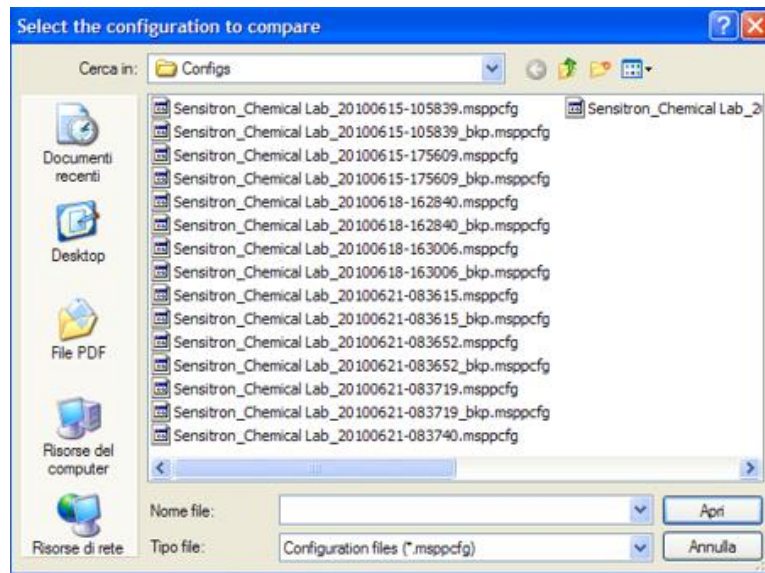 Select the configuration to compare
Cerca in:
Configs
Documenti recenti
Desktop
File PDF
Risorse del computer
Risorse di rete
Sensitron_Chemical Lab_20100615-105839.msppcfg
Sensitron_Chemical Lab_20100615-105839_bkp.msppcfg
Sensitron_Chemical Lab_20100615-175609.msppcfg
Sensitron_Chemical Lab_20100615-175609_bkp.msppcfg
Sensitron_Chemical Lab_20100618-162840.msppcfg
Sensitron_Chemical Lab_20100618-162840_bkp.msppcfg
Sensitron_Chemical Lab_20100618-163006.msppcfg
Sensitron_Chemical Lab_20100618-163006_bkp.msppcfg
Sensitron_Chemical Lab_20100621-083615.msppcfg
Sensitron_Chemical Lab_20100621-083615_bkp.msppcfg
Sensitron_Chemical Lab_20100621-083652.msppcfg
Sensitron_Chemical Lab_20100621-083652_bkp.msppcfg
Sensitron_Chemical Lab_20100621-083719.msppcfg
Sensitron_Chemical Lab_20100621-083719_bkp.msppcfg
Sensitron_Chemical Lab_20100621-083740.msppcfg
Sensitron_Chemical Lab_2
Nome file:
Apri
Tipo file:
Configuration files (*.msppcfg)
Annulla